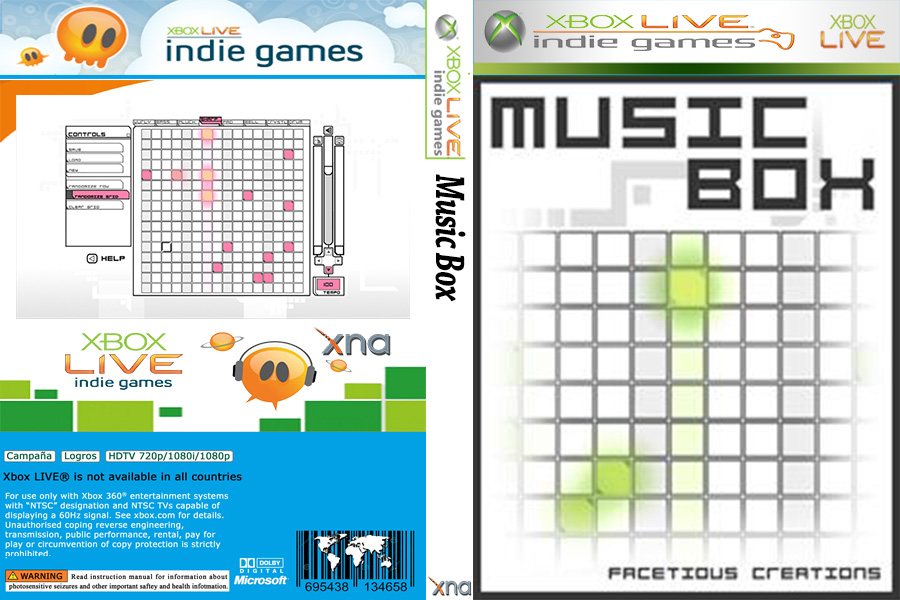 XBOX LIVE
indie games
CONTROLS
SAVE
LOAD
NEW
RANDOMIZE ROW
RANDOMIZE GRID
CLEAR GRID
HELP
BELL
100
TEMPO
XBOX
LIVE
indie games
xna
Campaña Logros HDTV 720p/1080i/1080p
Xbox LIVE® is not available in all countries
For use only with Xbox 360® entertainment systems
with “NTSC” designation and NTSC TVs capable of
displaying a 60Hz signal. See xbox.com for details.
Unauthorised coping reverse engineering,
transmission, public performance, rental, pay for
play or circumvention of copy protection is strictly
prohibited.
WARNING Read instruction manual for information about
photosensitive seizures and other important saftey and health infotmation.
DOLBY
DIGITAL
Microsoft®
695438 134658
XBOX LIVE
indie games
Music Box
xna
XBOX LIVE
indie games
XBOX
LIVE
MUSIC
BOX
FACETIOUS CREATIONS